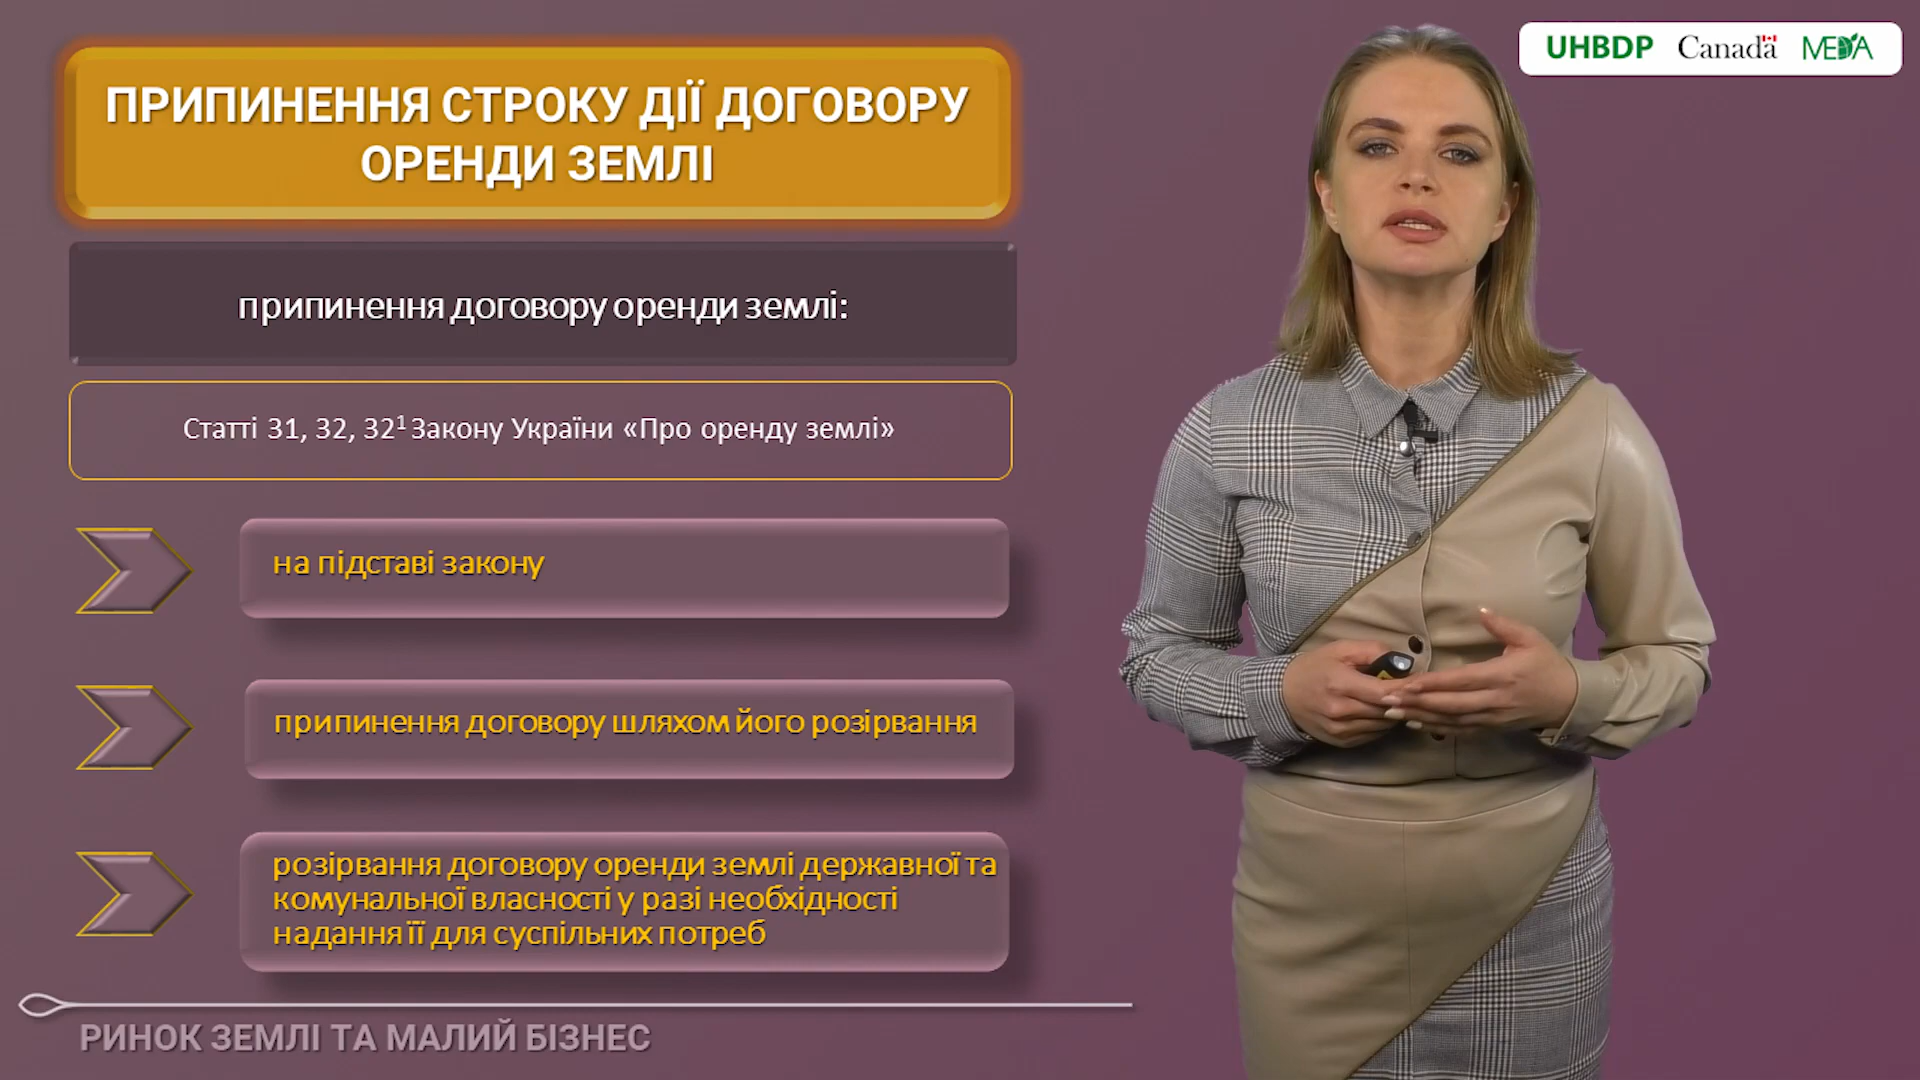 UHBDP Canada MEDA
ПРИПИНЕННЯ СТРОКУ ДІЇ ДОГОВОРУ
ОРЕНДИ ЗЕМЛІ
припинення договору оренди землі:
Статті 31, 32, 32¹ Закону України «Про оренду землі»
на підставі закону
припинення договору шляхом його розірвання
розірвання договору оренди землі державної та
комунальної власності у разі необхідності
надання її для суспільних потреб
РИНОК ЗЕМЛІ ТА МАЛИЙ БІЗНЕС